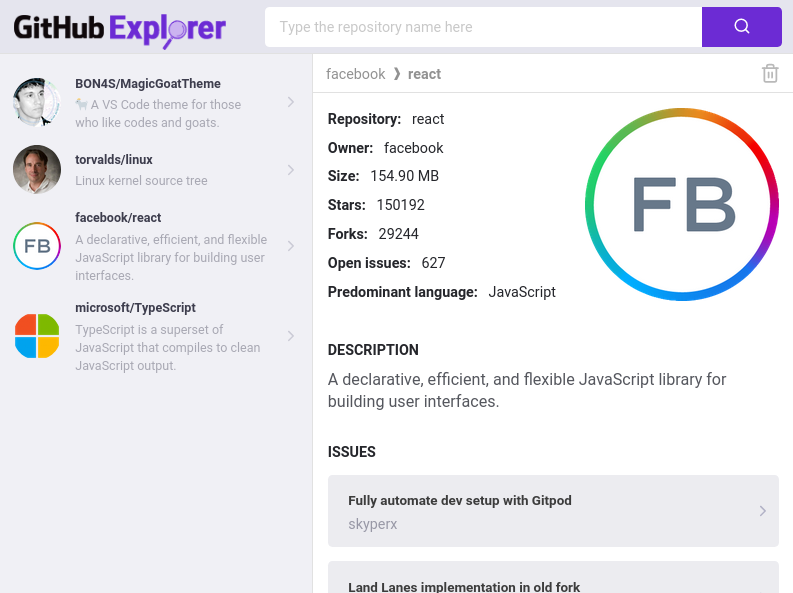 GitHub Explorer
Type the repository name here
BON4S/MagicGoatTheme
🐐 A VS Code theme for those
who like codes and goats.
torvalds/linux
Linux kernel source tree
facebook/react
FB
A declarative, efficient, and flexible
JavaScript library for building user
interfaces.
microsoft/TypeScript
TypeScript is a superset of
JavaScript that compiles to clean
JavaScript output.
facebook ❯ react
Repository: react
Owner: facebook
Size: 154.90 MB
Stars: 150192
Forks: 29244
Open issues: 627
Predominant language: JavaScript
FB
DESCRIPTION
A declarative, efficient, and flexible JavaScript library for
building user interfaces.
ISSUES
Fully automate dev setup with Gitpod
skyperx
Land Lanes implementation in old fork